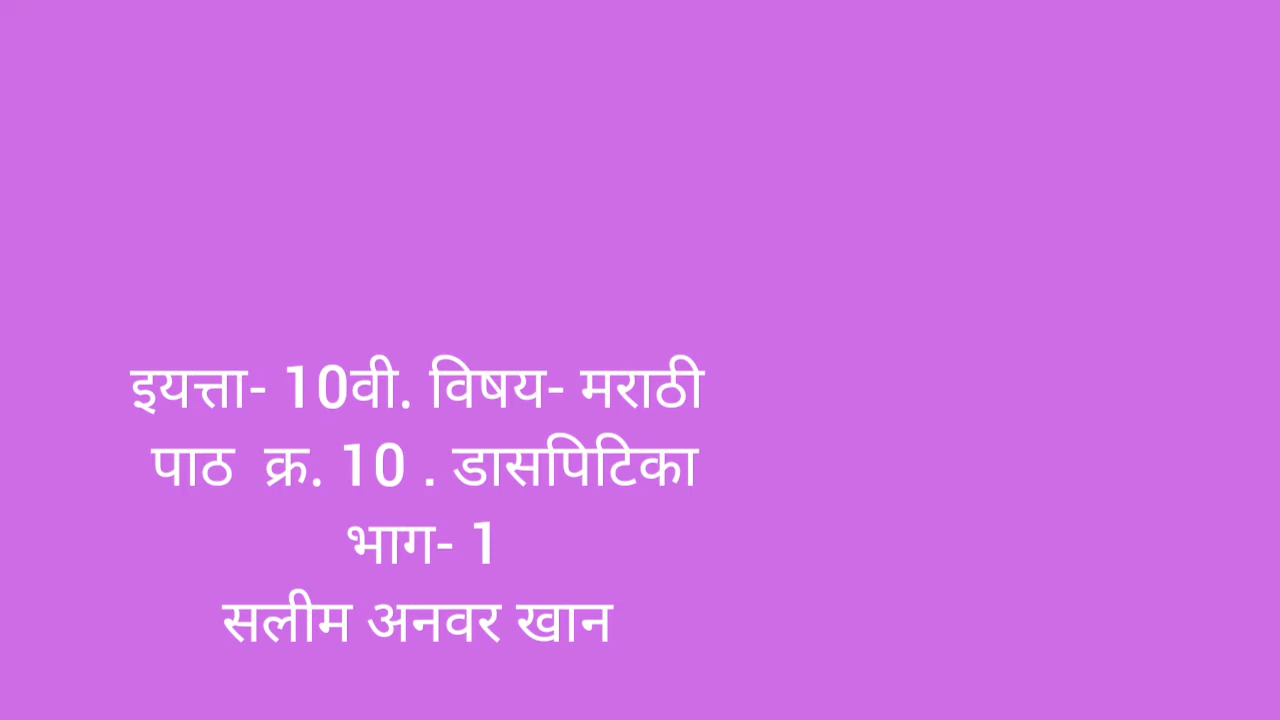 इयत्ता- 10वी. विषय- मराठी
पाठ क्र. 10 . डासपिटिका
भाग- 1
सलीम अनवर खान